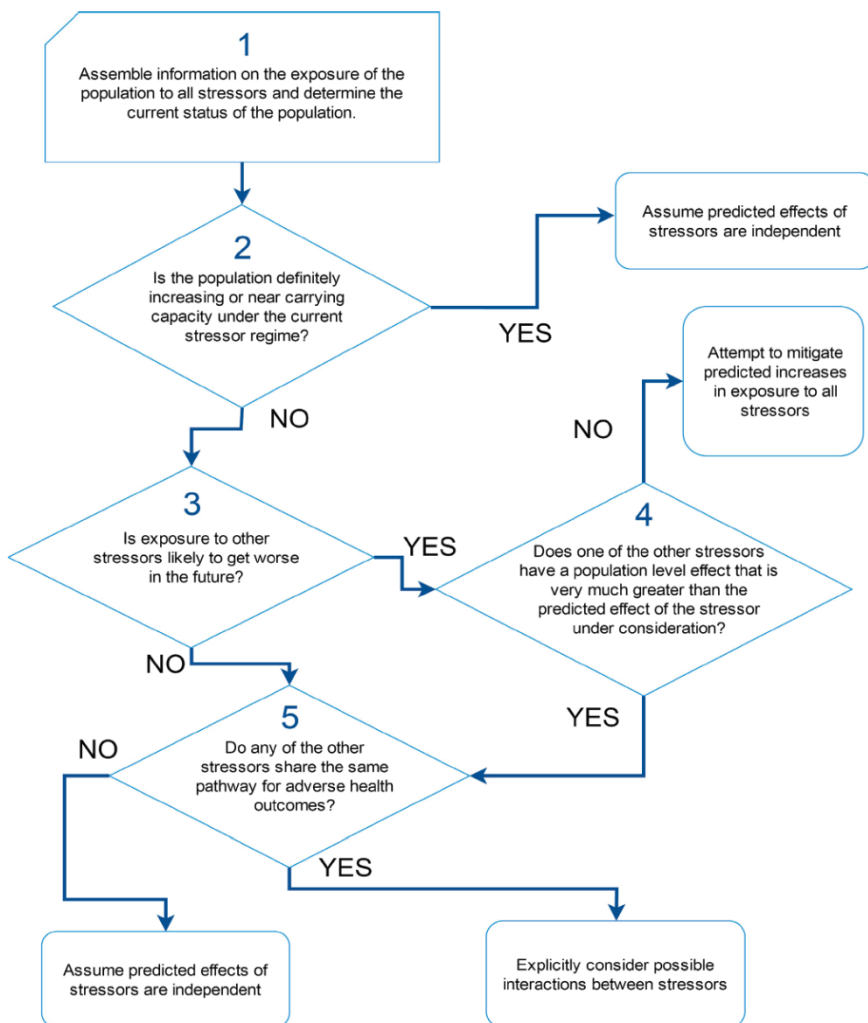 1
Assemble information on the exposure of the
population to all stressors and determine the
current status of the population.
Assume predicted effects of
stressors are independent
2
Is the population definitely
increasing or near carrying
capacity under the current
stressor regime?
YES
Attempt to mitigate
predicted increases
in exposure to all
stressors
NO
NO
3
Is exposure to other
stressors likely to get worse
in the future?
YES
4
Does one of the other stressors
have a population level effect that is
very much greater than the
predicted effect of the stressor
under consideration?
NO
YES
5
Do any of the other
stressors share the same
pathway for adverse health
outcomes?
NO
YES
Assume predicted effects of
stressors are independent
Explicitly consider possible
interactions between stressors